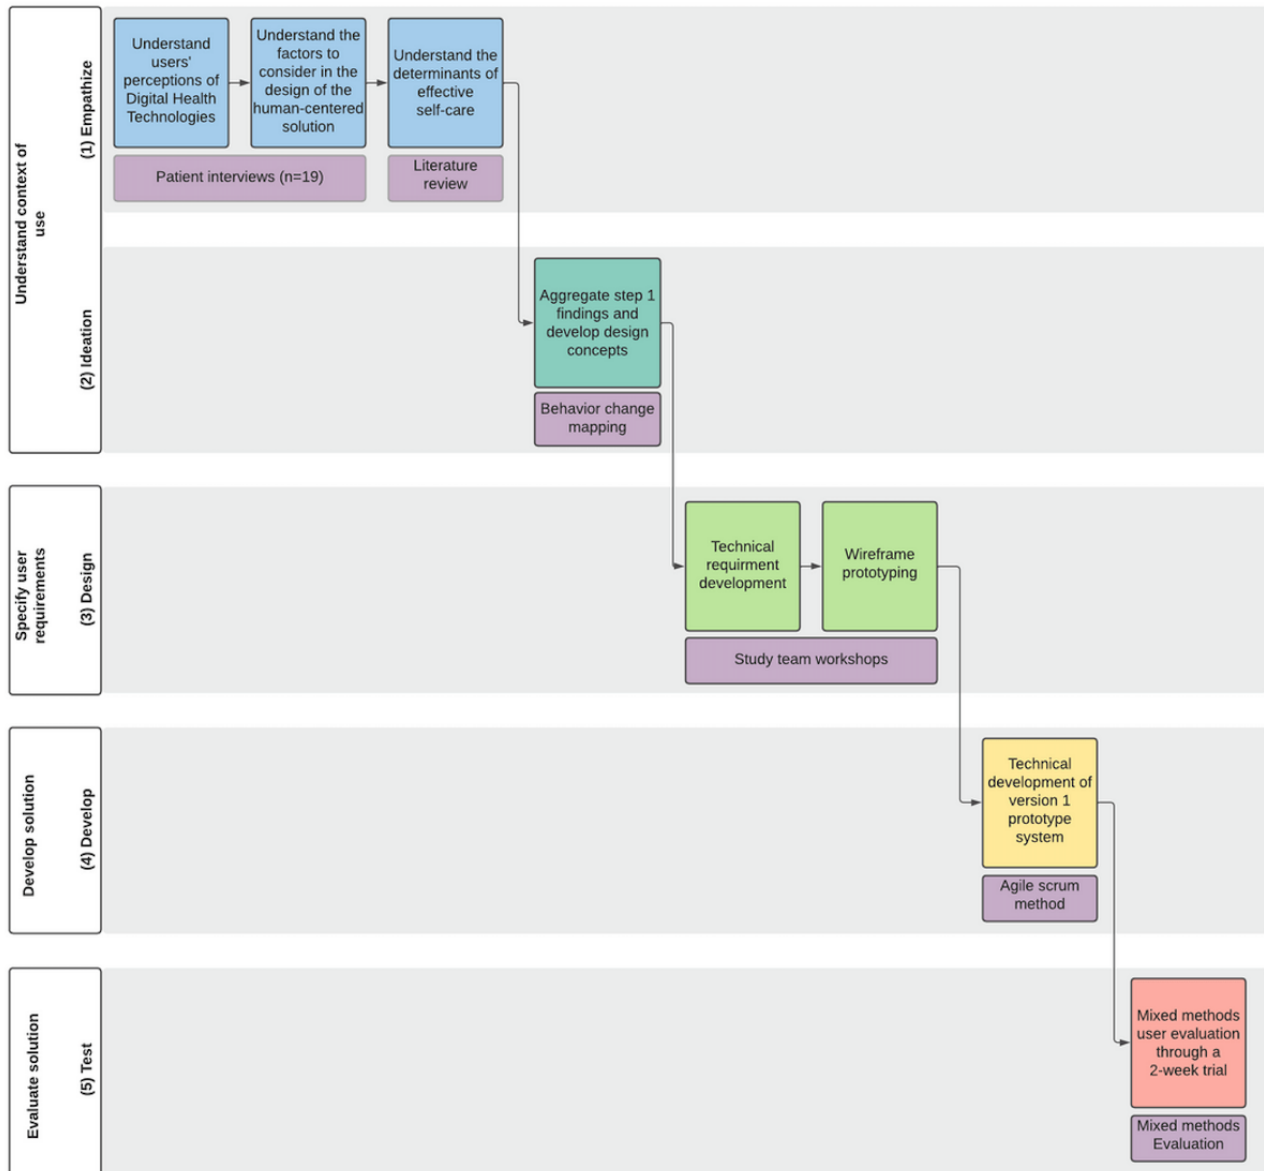 Understand context of
use
(1) Empathize
Understand
users'
perceptions of
Digital Health
Technologies
Understand the
factors to
consider in the
design of the
human-centered
solution
Understand the
determinants of
effective
self-care
Patient interviews (n=19)
Literature
review
(2) Ideation
Aggregate step 1
findings and
develop design
concepts
Behavior change
mapping
Specify user
requirements
(3) Design
Technical
requirment
development
Wireframe
prototyping
Study team workshops
Develop solution
(4) Develop
Technical
development of
version 1
prototype
system
Agile scrum
method
Evaluate solution
(5) Test
Mixed methods
user evaluation
through a
2-week trial
Mixed methods
Evaluation